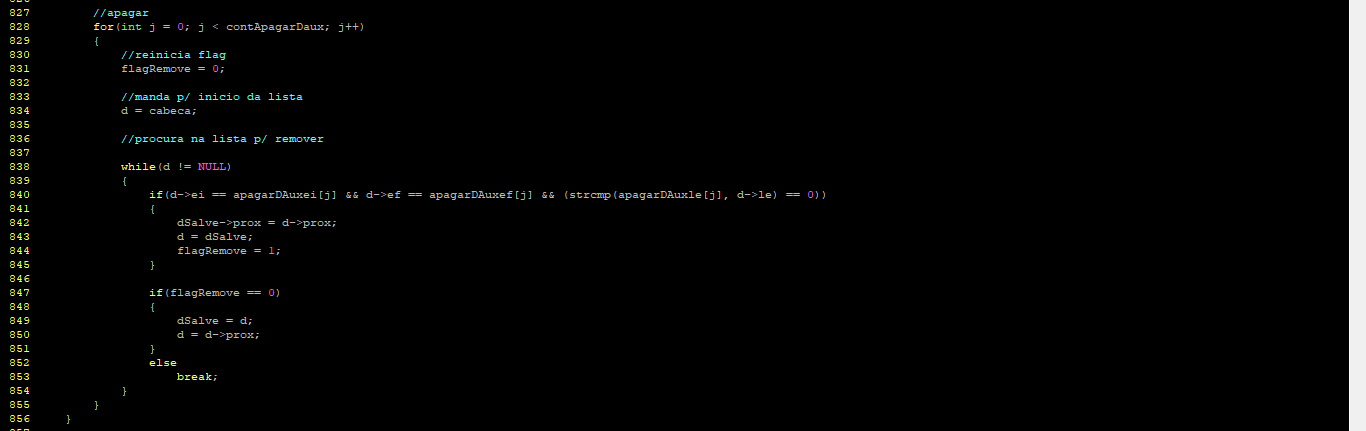 827 //apagar
828 for(int j = 0; j < contApagarDaux; j++)
829 {
830 //reinicia flag
831 flagRemove = 0;
832
833 //manda p/ inicio da lista
834 d = cabeca;
835
836 //procura na lista p/ remover
837
838 while(d != NULL)
839 {
840 if(d->ei == apagarDAuxei[j] && d->ef == apagarDAuxef[j] && (strcmp(apagarDAuxle[j], d->le) == 0))
841 {
842 dSalve->prox = d->prox;
843 d = dSalve;
844 flagRemove = 1;
845 }
846
847 if(flagRemove == 0)
848 {
849 dSalve = d;
850 d = d->prox;
851 }
852 else
853 break;
854 }
855 }
856 }